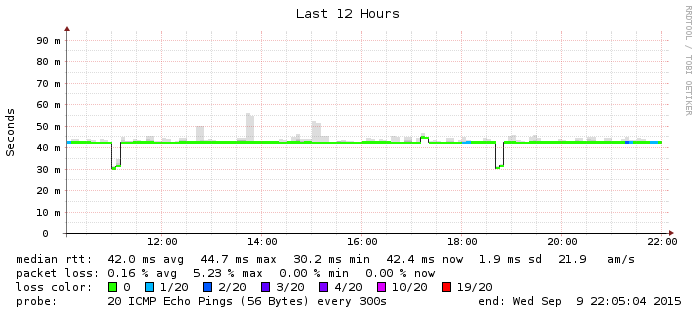 Last 12 Hours
RRDTOOL / TOBI OETIKER
Seconds
90 m
80 m
70 m
60 m
50 m
40 m
30 m
20 m
10 m
0
12:00 14:00 16:00 18:00 20:00 22:00
median rtt: 42.0 ms avg 44.7 ms max 30.2 ms min 42.4 ms now 1.9 ms sd 21.9 am/s
packet loss: 0.16 % avg 5.23 % max 0.00 % min 0.00 % now
loss color: 0 1/20 2/20 3/20 4/20 10/20 19/20
probe: 20 ICMP Echo Pings (56 Bytes) every 300s end: Wed Sep 9 22:05:04 2015